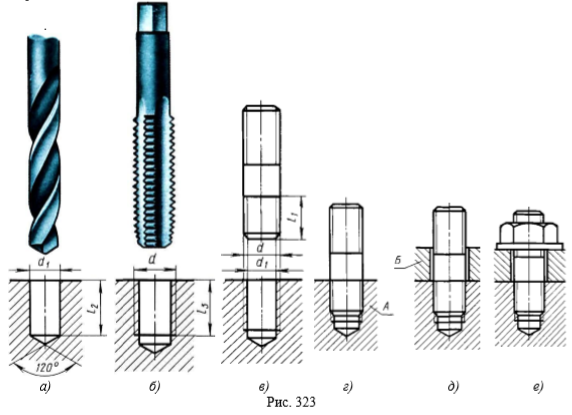 d₁
l₂
120°
а)
d
l₃
б)
l₁
d
d₁
в)
А
г)
Б
д)
е)
Рис. 323